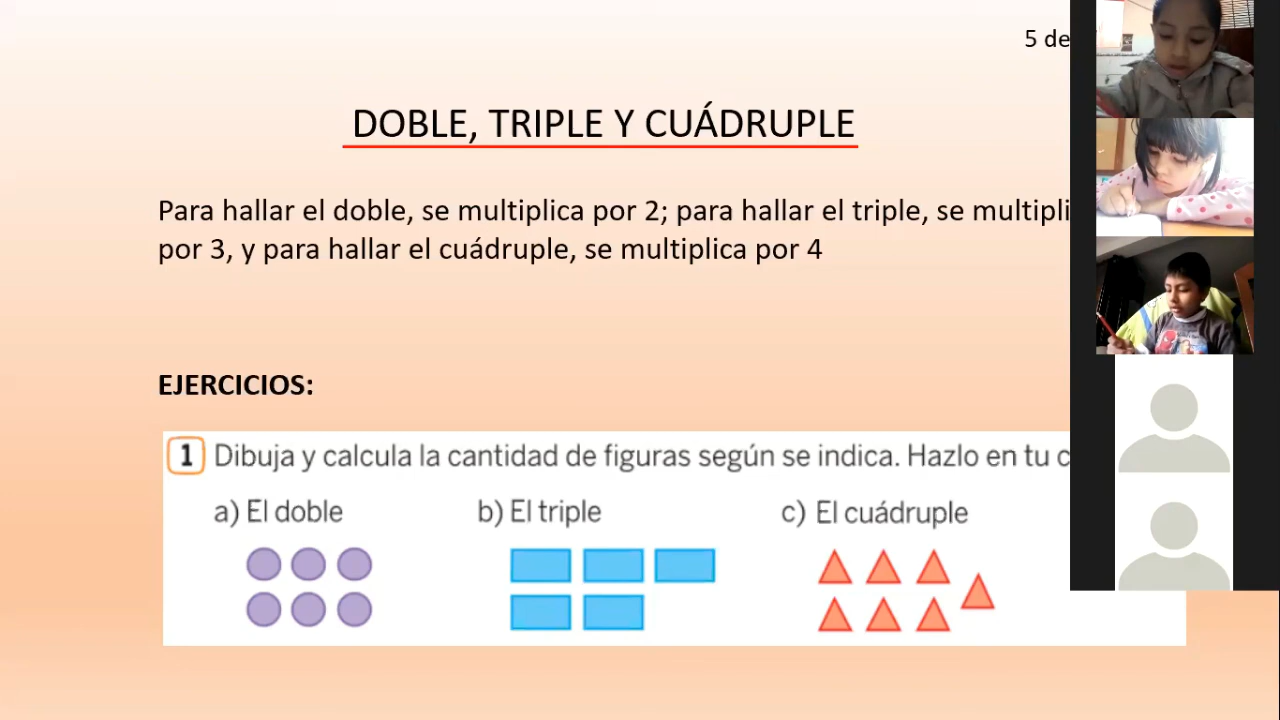 5 de
DOBLE, TRIPLE Y CUÁDRUPLE
Para hallar el doble, se multiplica por 2; para hallar el triple, se
por 3, y para hallar el cuádruple, se multiplica por 4
EJERCICIOS:
1 Dibuja y calcula la cantidad de figuras según se indica. Hazlo en tu
a) El doble b) El triple c) El cuádruple